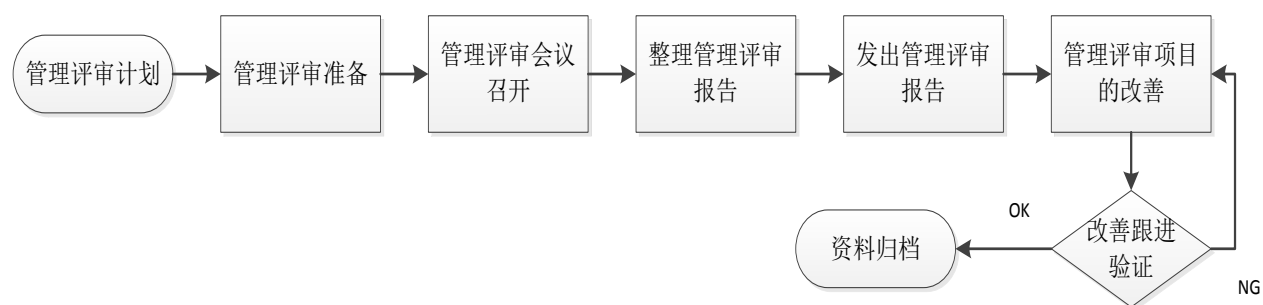 管理评审计划
管理评审准备
管理评审会议
召开
整理管理评审
报告
发出管理评审
报告
管理评审项目
的改善
OK
资料归档
改善跟进
验证
NG